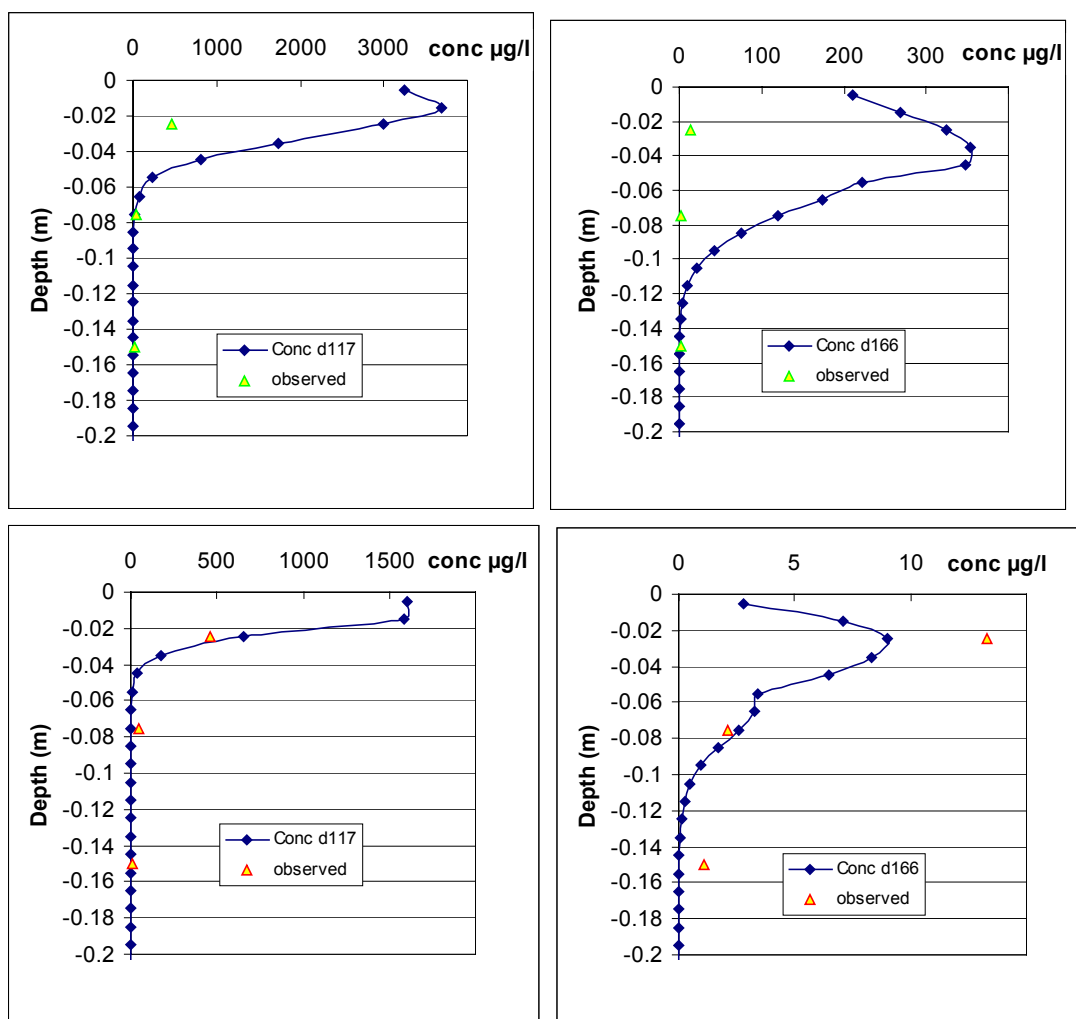 0 1000 2000 3000 conc µg/l
0
-0.02
-0.04
-0.06
-0.08
-0.1
-0.12
-0.14
-0.16
-0.18
-0.2
Depth (m)
Conc d117
observed
0 100 200 300 conc µg/l
0
-0.02
-0.04
-0.06
-0.08
-0.1
-0.12
-0.14
-0.16
-0.18
-0.2
Depth (m)
Conc d166
observed
0 500 1000 1500 conc µg/l
0
-0.02
-0.04
-0.06
-0.08
-0.1
-0.12
-0.14
-0.16
-0.18
-0.2
Depth (m)
Conc d117
observed
0 5 10 conc µg/l
0
-0.02
-0.04
-0.06
-0.08
-0.1
-0.12
-0.14
-0.16
-0.18
-0.2
Depth (m)
Conc d166
observed